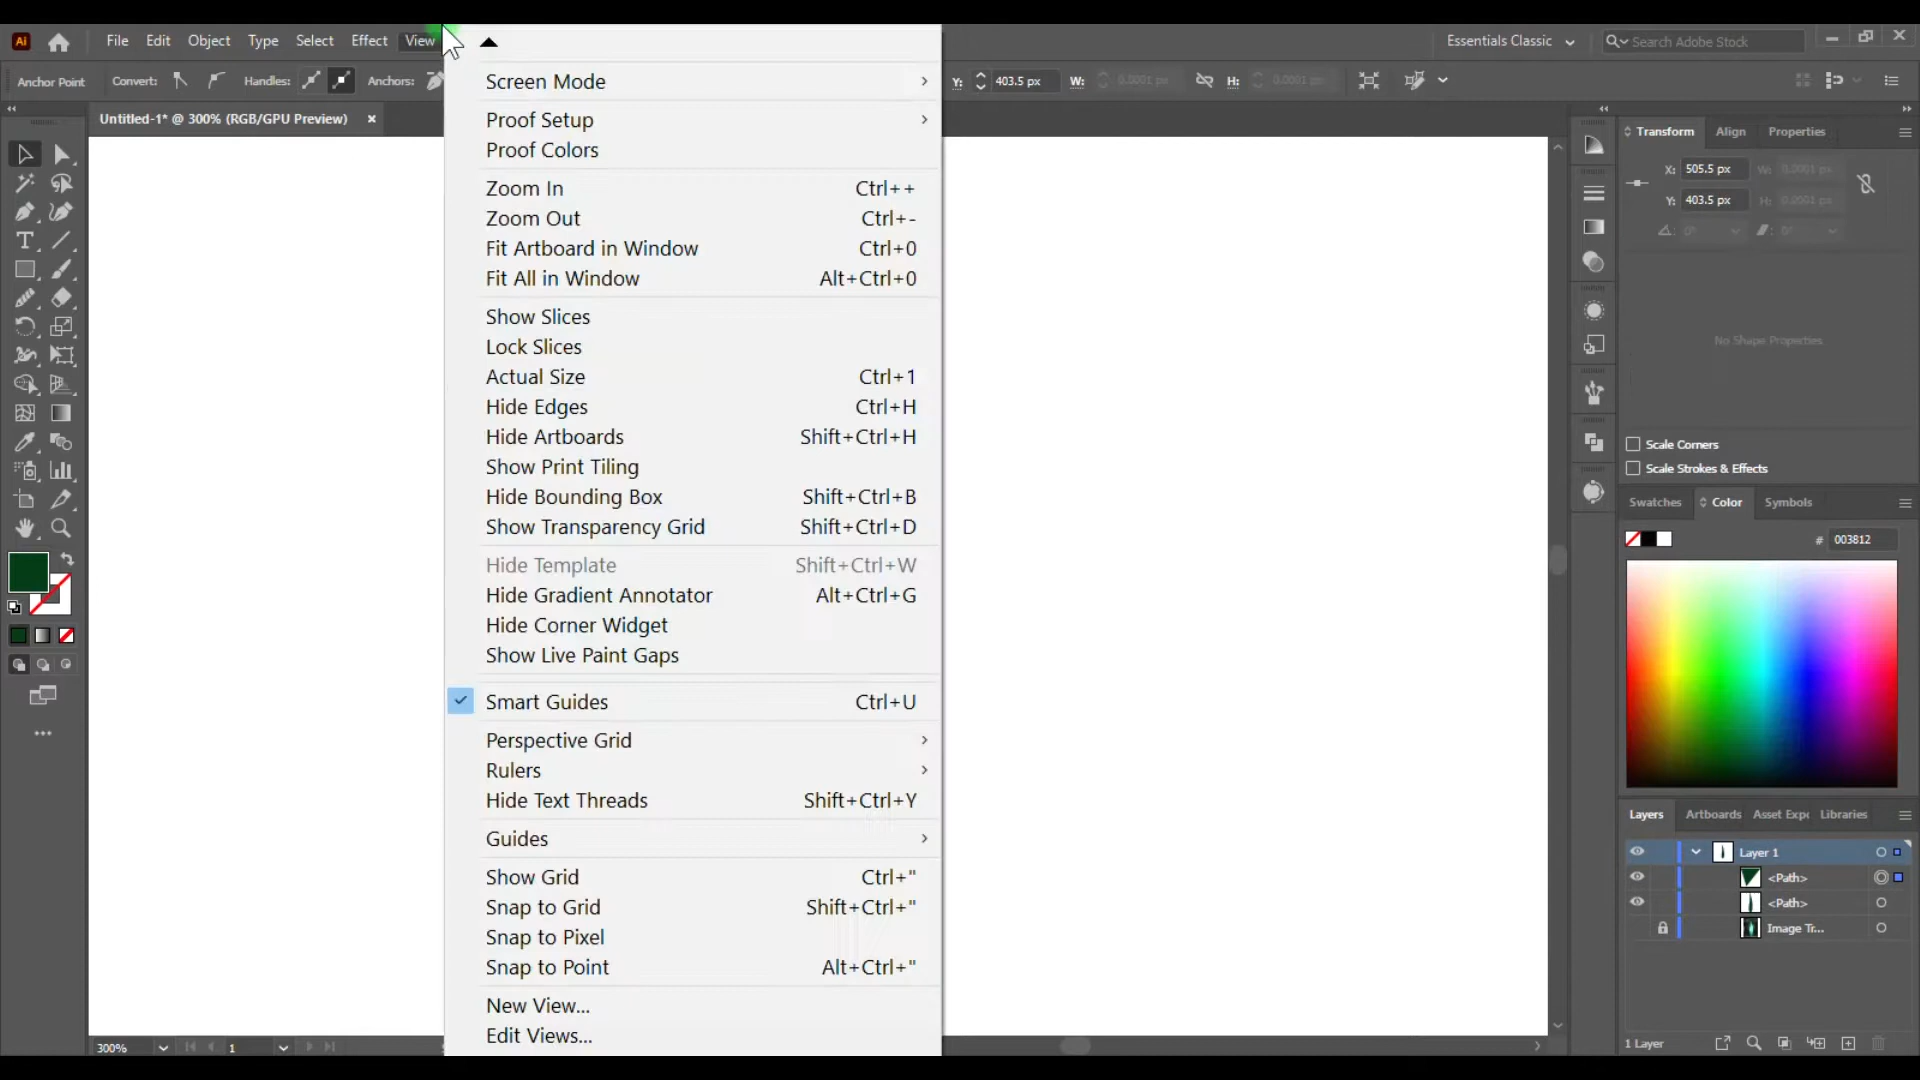 Ai File Edit Object Type Select Effect View
Essentials Classic Search Adobe Stock
Anchor Point Convert: Handles: Anchors:
Y: 403.5 px W: 0.0001 px H: 0.0001 px
Untitled-1* @ 300% (RGB/GPU Preview) ×
Screen Mode
Proof Setup
Proof Colors
Zoom In Ctrl++
Zoom Out Ctrl+-
Fit Artboard in Window Ctrl+0
Fit All in Window Alt+Ctrl+0
Show Slices
Lock Slices
Actual Size Ctrl+1
Hide Edges Ctrl+H
Hide Artboards Shift+Ctrl+H
Show Print Tiling
Hide Bounding Box Shift+Ctrl+B
Show Transparency Grid Shift+Ctrl+D
Hide Template Shift+Ctrl+W
Hide Gradient Annotator Alt+Ctrl+G
Hide Corner Widget
Show Live Paint Gaps
Smart Guides Ctrl+U
Perspective Grid
Rulers
Hide Text Threads Shift+Ctrl+Y
Guides
Show Grid Ctrl+"
Snap to Grid Shift+Ctrl+"
Snap to Pixel
Snap to Point Alt+Ctrl+"
New View...
Edit Views...
Transform Align Properties
X: 505.5 px W: 0.0001 px
Y: 403.5 px H: 0.0001 px
0° 0°
No Shape Properties
Scale Corners
Scale Strokes & Effects
Swatches Color Symbols
# 003812
Layers Artboards Asset Expo Libraries
Layer 1
<Path>
<Path>
Image Tr...
1 Layer
300% 1